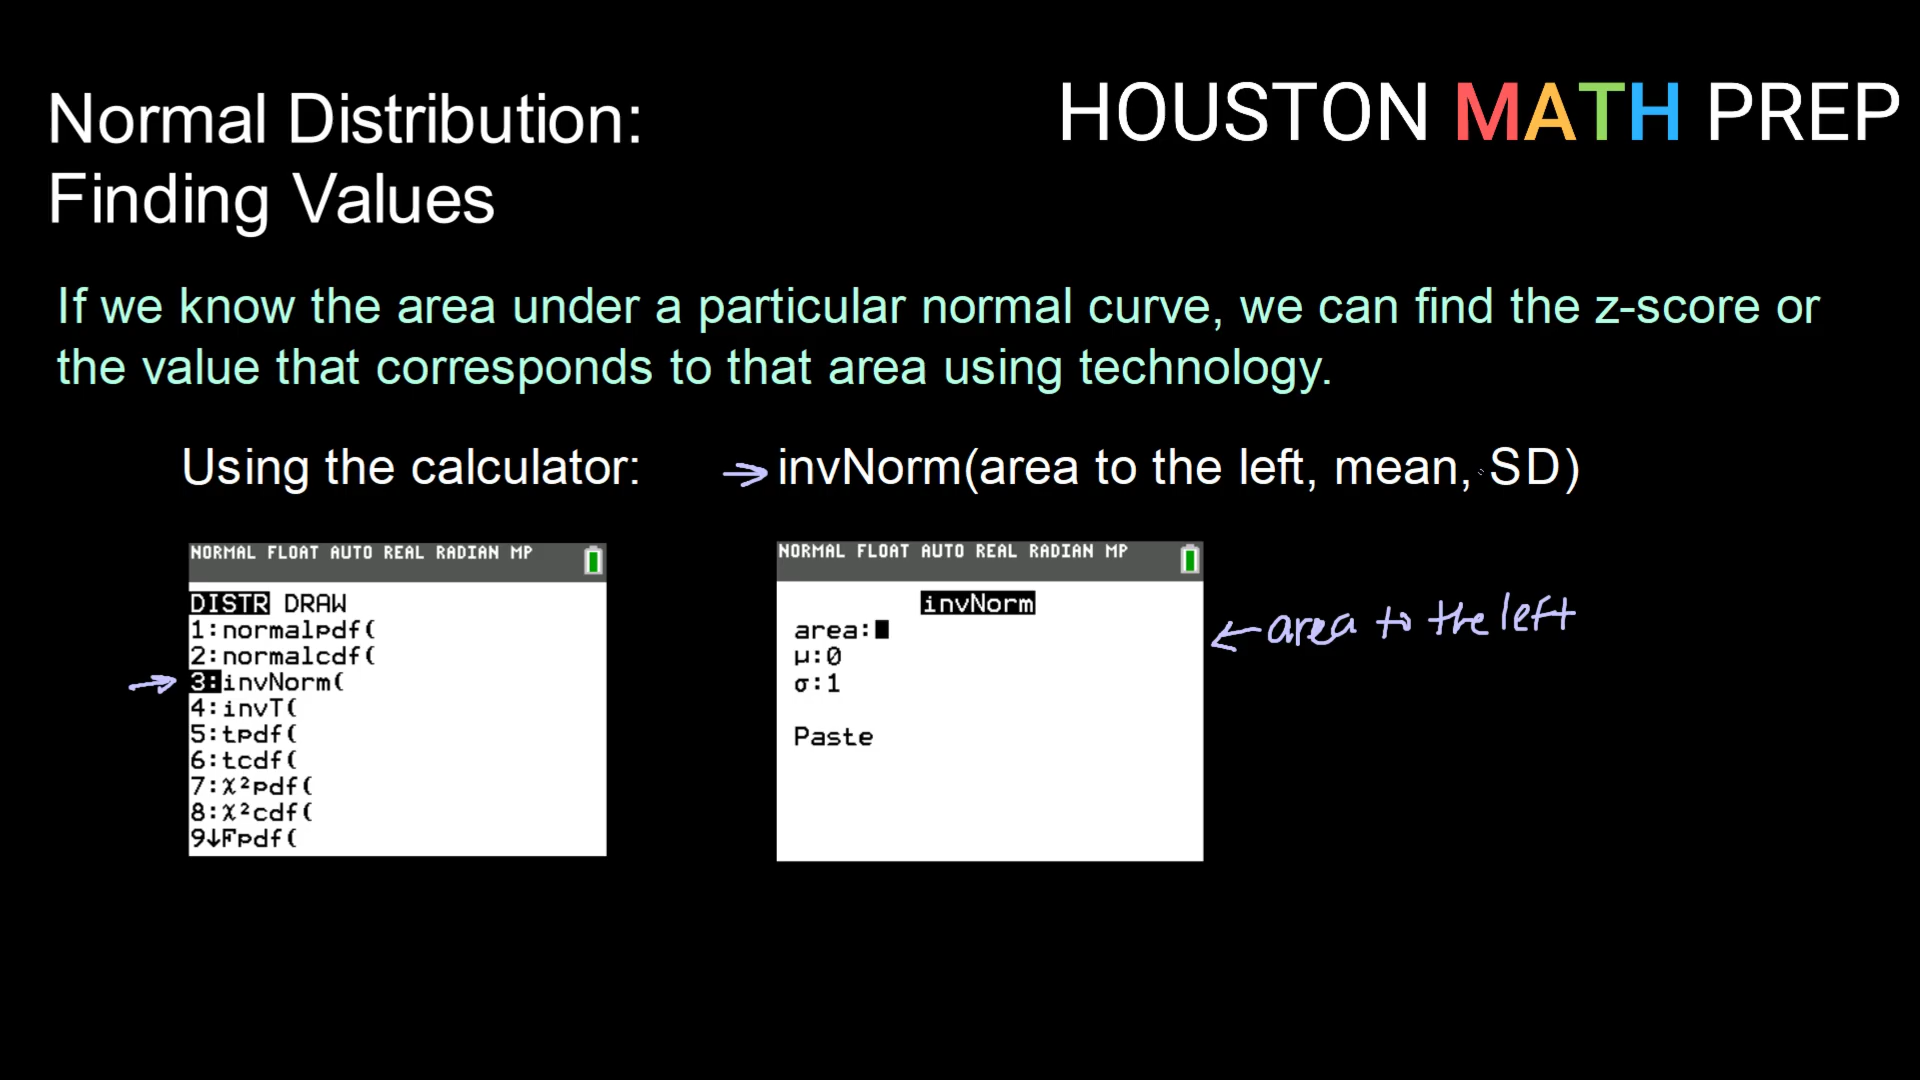 Normal Distribution:
Finding Values
HOUSTON MATH PREP
If we know the area under a particular normal curve, we can find the z-score or
the value that corresponds to that area using technology.
Using the calculator:
invNorm(area to the left, mean, SD)
NORMAL FLOAT AUTO REAL RADIAN MP
DISTR DRAW
1:normalpdf(
2:normalcdf(
3:invNorm(
4:invT(
5:tpdf(
6:tcdf(
7:χ²pdf(
8:χ²cdf(
9↓Fpdf(
NORMAL FLOAT AUTO REAL RADIAN MP
invNorm
area:
μ:0
σ:1
Paste
area to the left